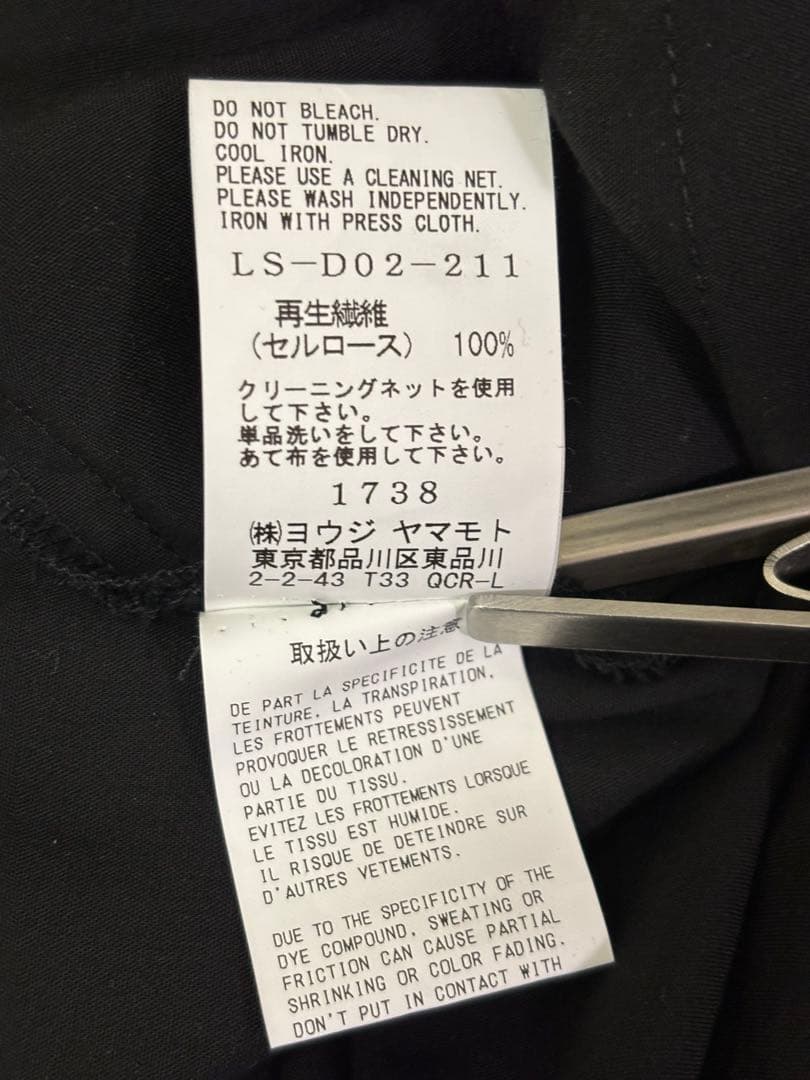 DO NOT BLEACH.
DO NOT TUMBLE DRY.
COOL IRON.
PLEASE USE A CLEANING NET.
PLEASE WASH INDEPENDENTLY.
IRON WITH PRESS CLOTH.
LS-D02-211
再生繊維
(セルロース) 100%
クリーニングネットを使用
して下さい。
単品洗いをして下さい。
あて布を使用して下さい。
1738
㈱ヨウジ ヤマモト
東京都品川区東品川
2-2-43 T33 QCR-L
取扱い上の注意
DE PART LA SPECIFICITE DE LA
TEINTURE, LA TRANSPIRATION,
LES FROTTEMENTS PEUVENT
PROVOQUER LE RETRESSISSEMENT
OU LA DECOLORATION D'UNE
PARTIE DU TISSU.
EVITEZ LES FROTTEMENTS LORSQUE
LE TISSU EST HUMIDE.
IL RISQUE DE DETEINDRE SUR
D'AUTRES VETEMENTS.
DUE TO THE SPECIFICITY OF THE
DYE COMPOUND, SWEATING OR
FRICTION CAN CAUSE PARTIAL
SHRINKING OR COLOR FADING.
DON'T PUT IN CONTACT WITH